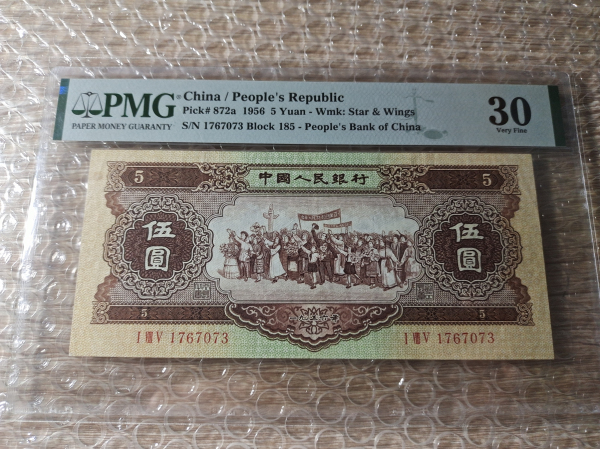 PMG
PAPER MONEY GUARANTY
China / People's Republic
Pick# 872a 1956 5 Yuan - Wmk: Star & Wings
S/N 1767073 Block 185 - People's Bank of China
30
Very Fine
5 中國人民銀行 5
伍圓 伍圓
5 5
I VIII V 1767073 I VIII V 1767073